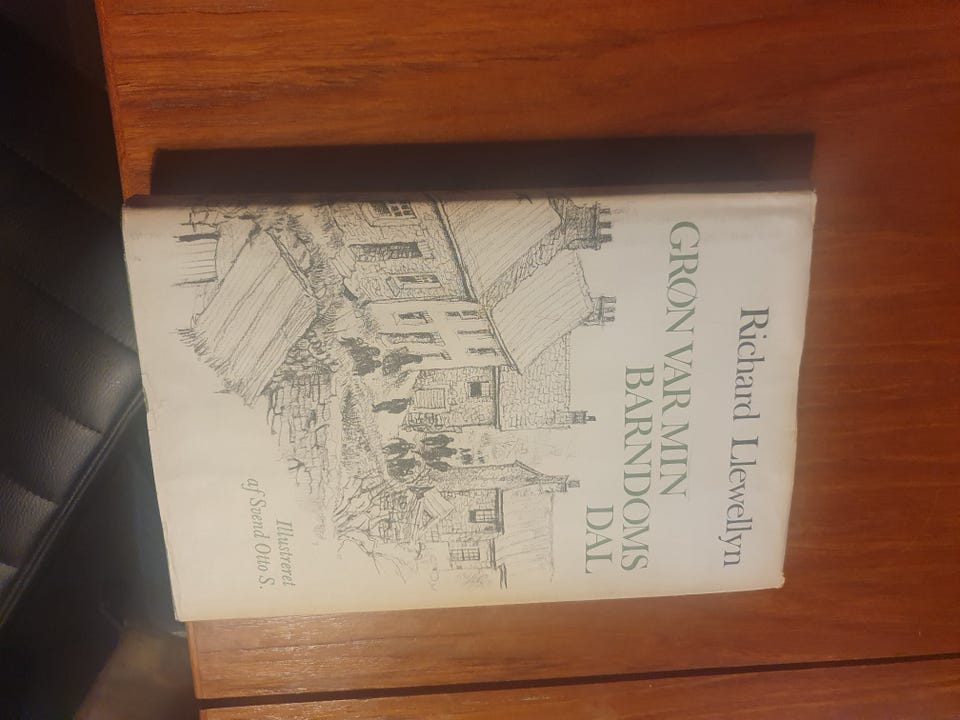 Richard Llewellyn
GRØN VAR MIN
BARNDOMS
DAL
Illustreret
af Svend Otto S.